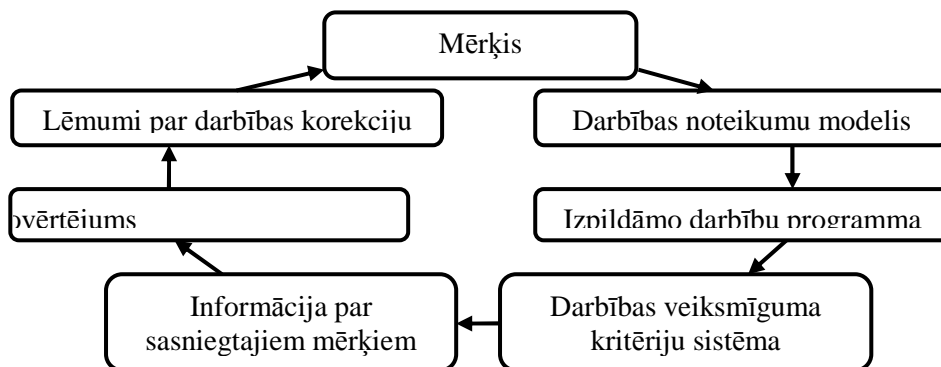 Mērķis
Lēmumi par darbības korekciju
Darbības noteikumu modelis
ovērtējums
Izpildāmo darbību programma
Informācija par
sasniegtajiem mērķiem
Darbības veiksmīguma
kritēriju sistēma